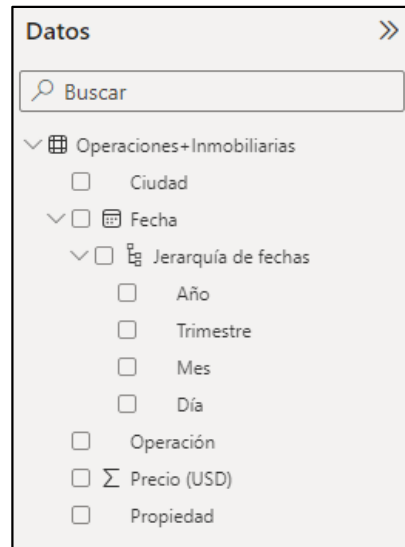 Datos
Buscar
Operaciones+Inmobiliarias
Ciudad
Fecha
Jerarquía de fechas
Año
Trimestre
Mes
Día
Operación
Precio (USD)
Propiedad